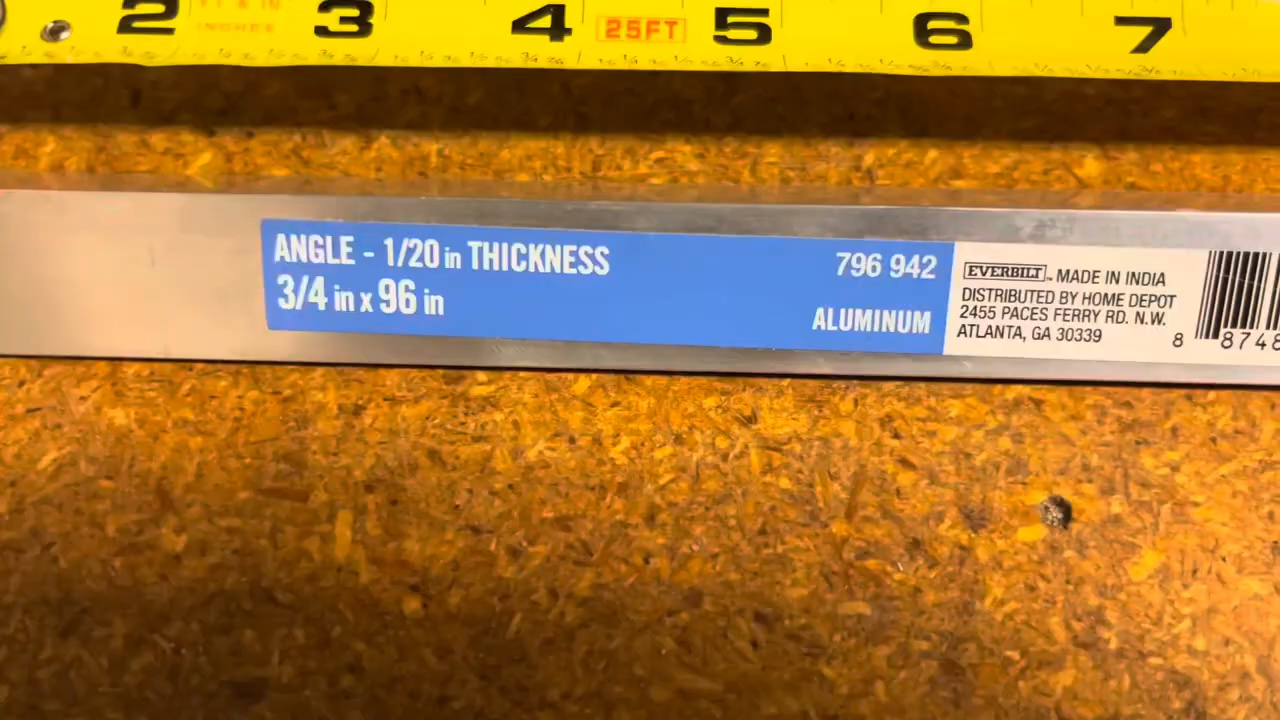 2 3 4 25FT 5 6 7
INCHES
ANGLE - 1/20 in THICKNESS
3/4 in x 96 in
796 942
ALUMINUM
EVERBILT MADE IN INDIA
DISTRIBUTED BY HOME DEPOT
2455 PACES FERRY RD. N.W.
ATLANTA, GA 30339
8 8748